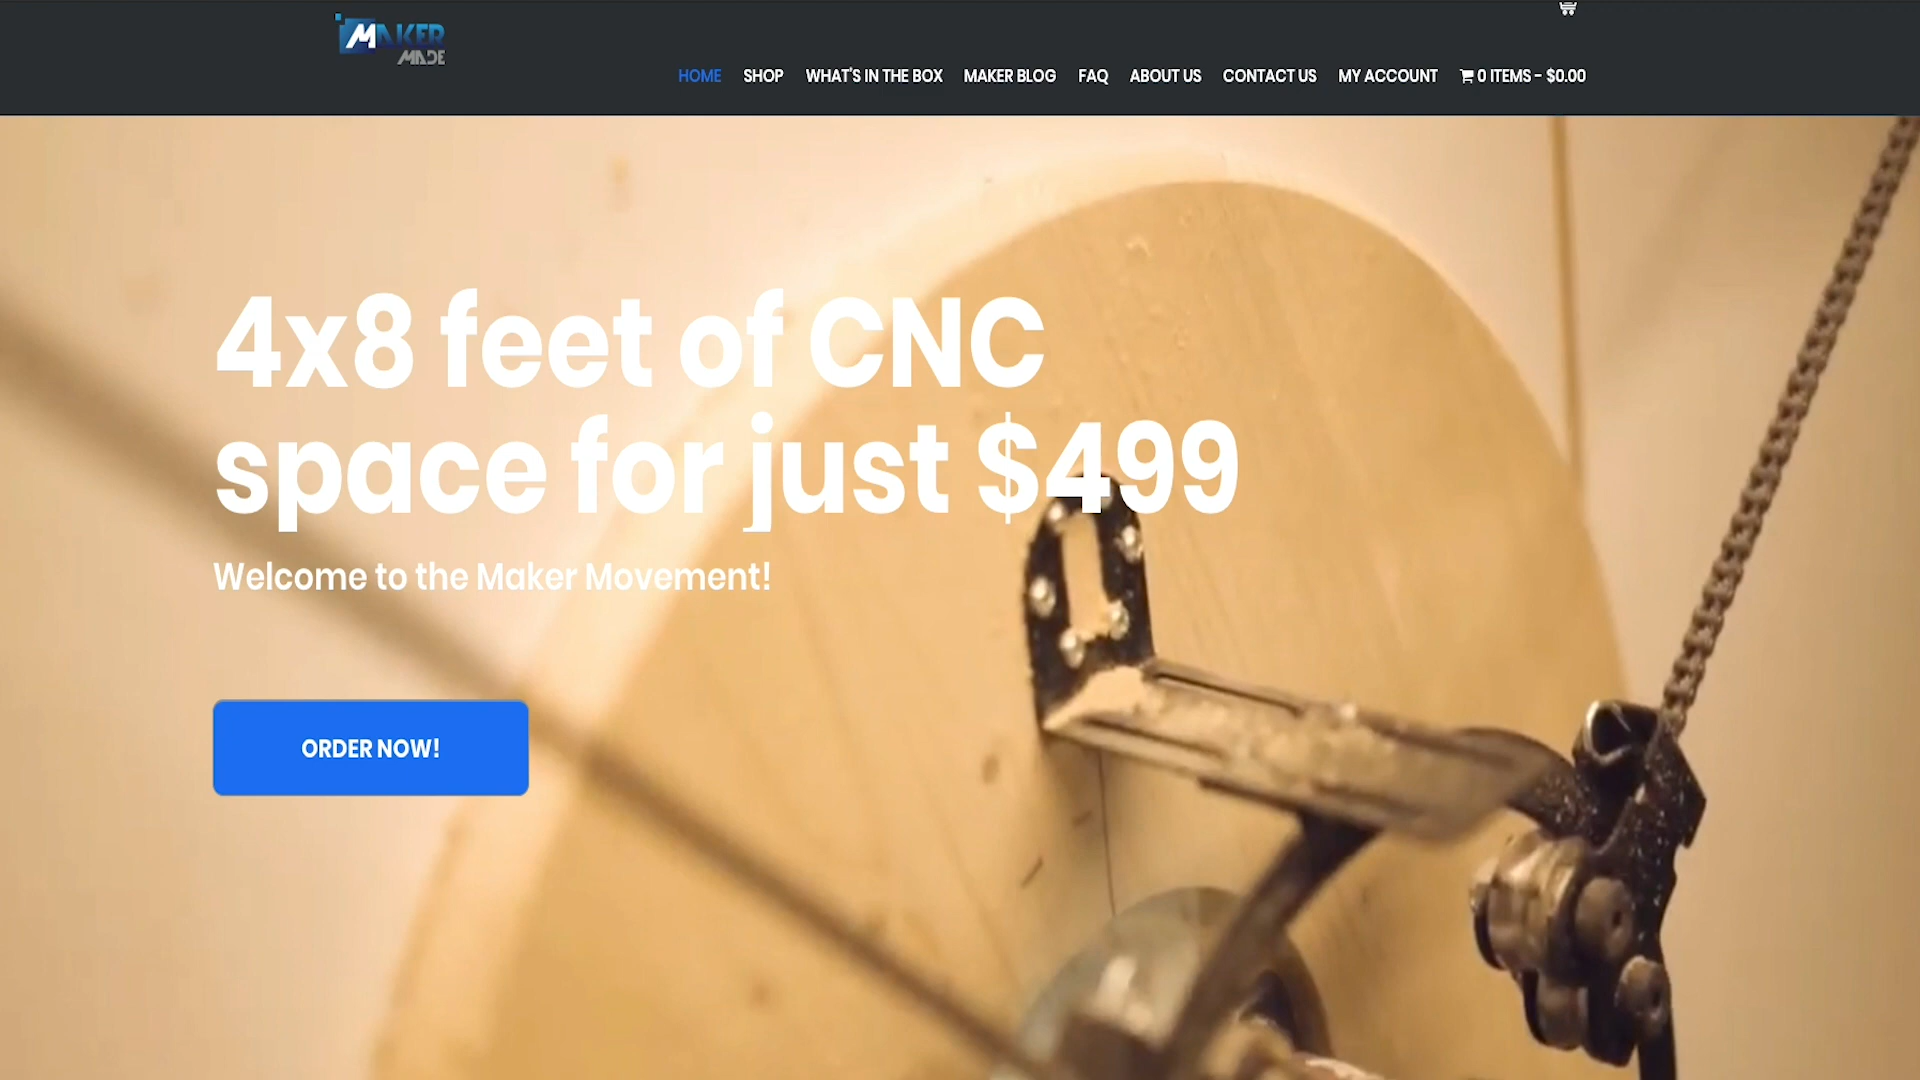 MAKER
MADE
HOME SHOP WHAT'S IN THE BOX MAKER BLOG FAQ ABOUT US CONTACT US MY ACCOUNT 0 ITEMS - $0.00
4x8 feet of CNC
space for just $499
Welcome to the Maker Movement!
ORDER NOW!